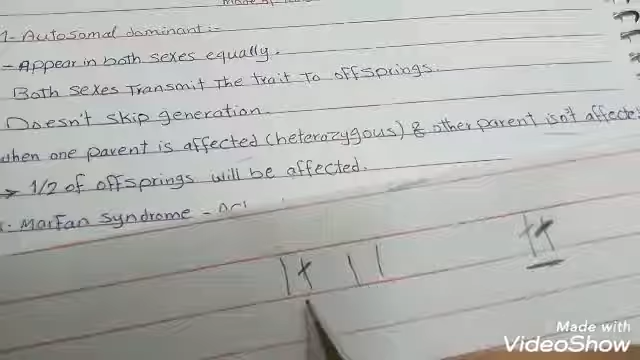 1- Autosomal dominant:-
- Appear in both sexes equally.
Both sexes Transmit The trait To offsprings.
Doesn't skip generation.
when one parent is affected (heterozygous) & other parent isn't affected
→ 1/2 of offsprings will be affected.
Marfan syndrome -
Made with
VideoShow